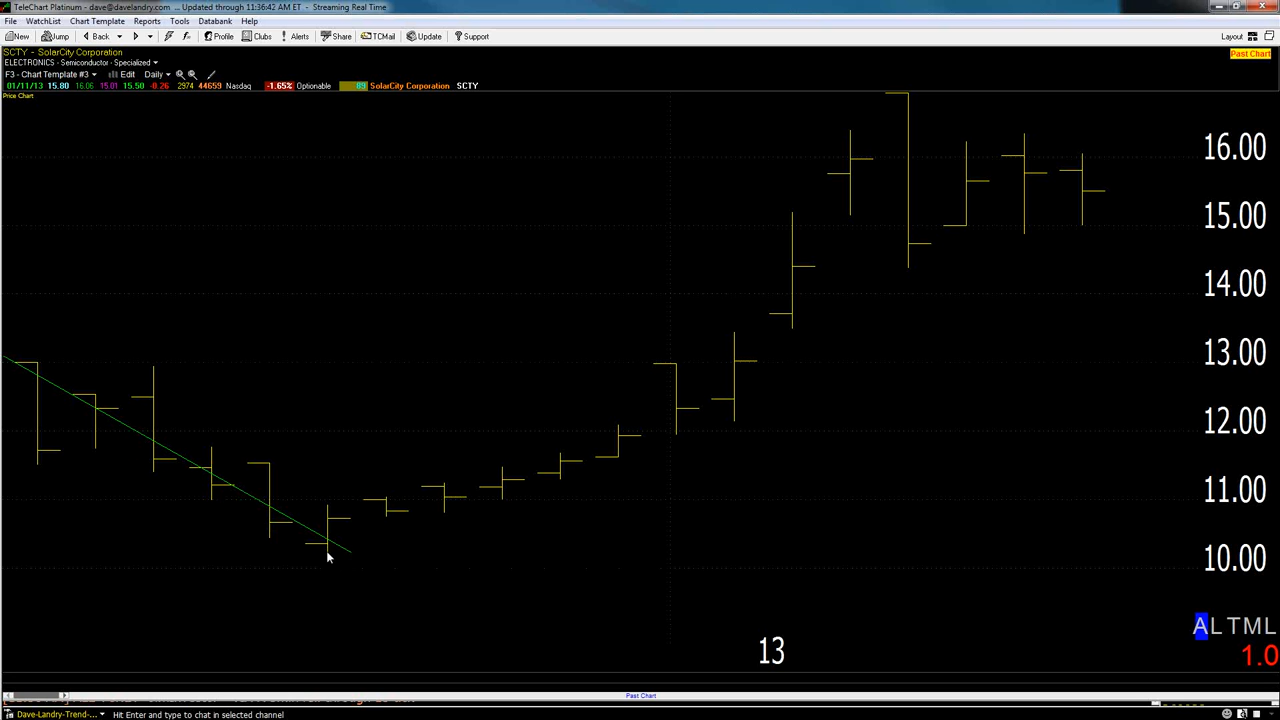 TeleChart Platinum - dave@davelandry.com ... Updated through 11:36:42 AM ET - Streaming Real Time
File WatchList Chart Template Reports Tools Databank Help
New Jump Back Profile Clubs Alerts Share TCMail Update Support Layout
SCTY - SolarCity Corporation Past Chart
ELECTRONICS - Semiconductor - Specialized
F3 - Chart Template #3 Edit Daily
01/11/13 15.80 16.06 15.01 15.50 -0.26 2974 44659 Nasdaq -1.65% Optionable 89 SolarCity Corporation SCTY
Price Chart
16.00
15.00
14.00
13.00
12.00
11.00
10.00
ALTML
13 1.0
Past Chart
Dave-Landry-Trend-... Hit Enter and type to chat in selected channel